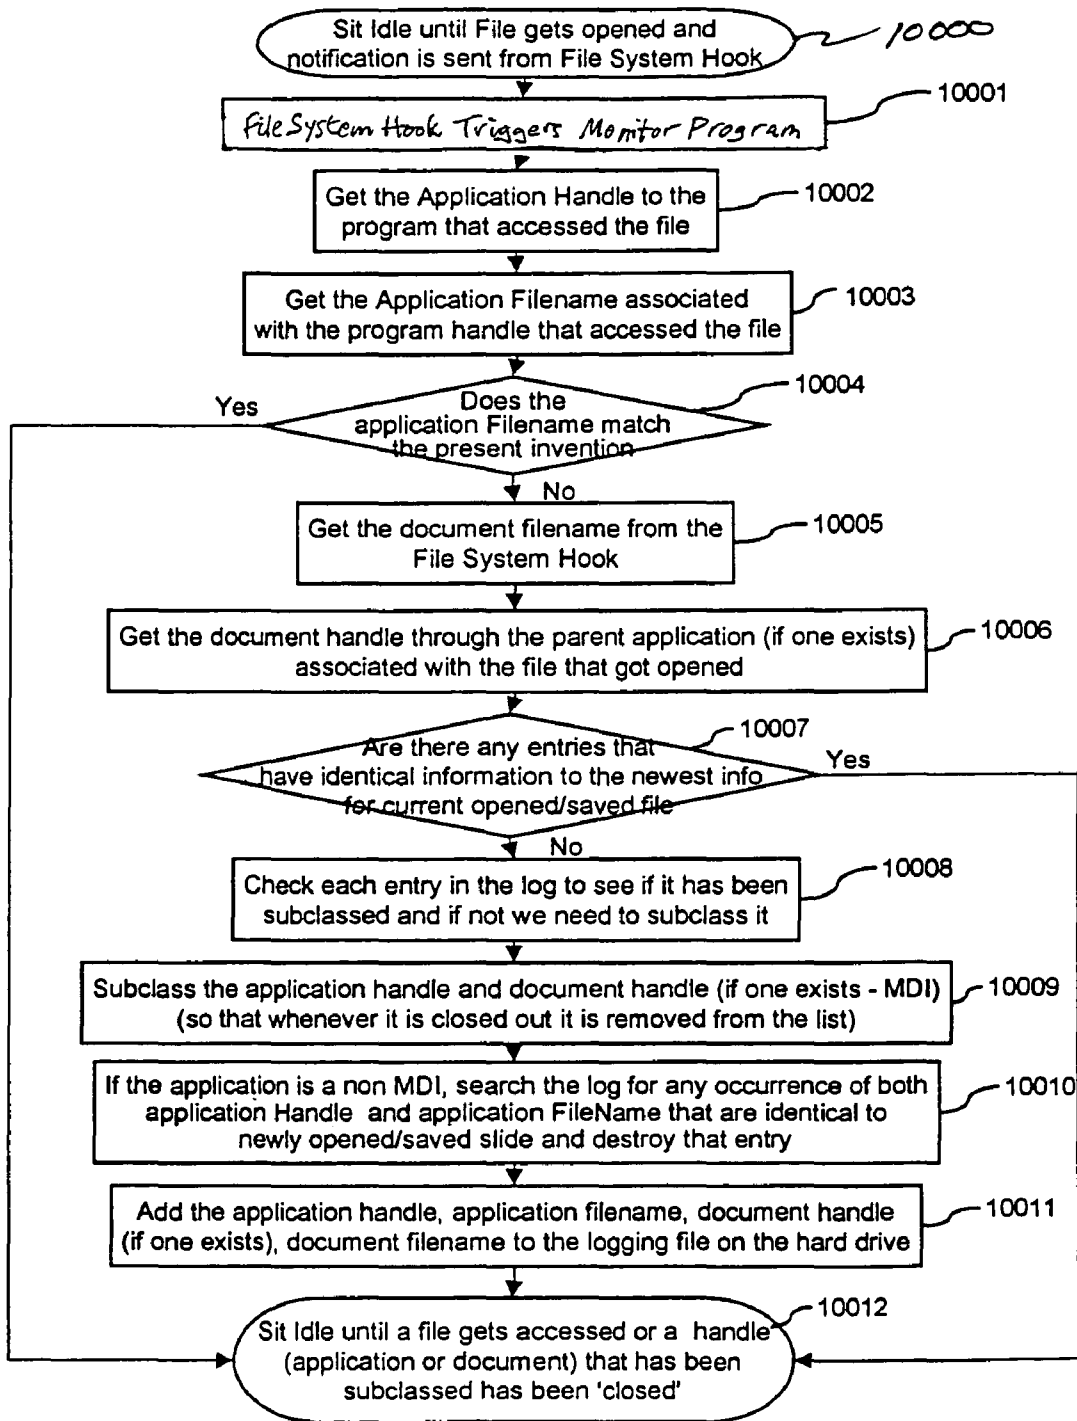 Sit Idle until File gets opened and
notification is sent from File System Hook
10000
File System Hook Triggers Monitor Program
10001
Get the Application Handle to the
program that accessed the file
10002
Get the Application Filename associated
with the program handle that accessed the file
10003
Does the
application Filename match
the present invention
10004
Yes
No
Get the document filename from the
File System Hook
10005
Get the document handle through the parent application (if one exists)
associated with the file that got opened
10006
Are there any entries that
have identical information to the newest info
for current opened/saved file
10007
Yes
No
Check each entry in the log to see if it has been
subclassed and if not we need to subclass it
10008
Subclass the application handle and document handle (if one exists - MDI)
(so that whenever it is closed out it is removed from the list)
10009
If the application is a non MDI, search the log for any occurrence of both
application Handle and application FileName that are identical to
newly opened/saved slide and destroy that entry
10010
Add the application handle, application filename, document handle
(if one exists), document filename to the logging file on the hard drive
10011
Sit Idle until a file gets accessed or a handle
(application or document) that has been
subclassed has been 'closed'
10012